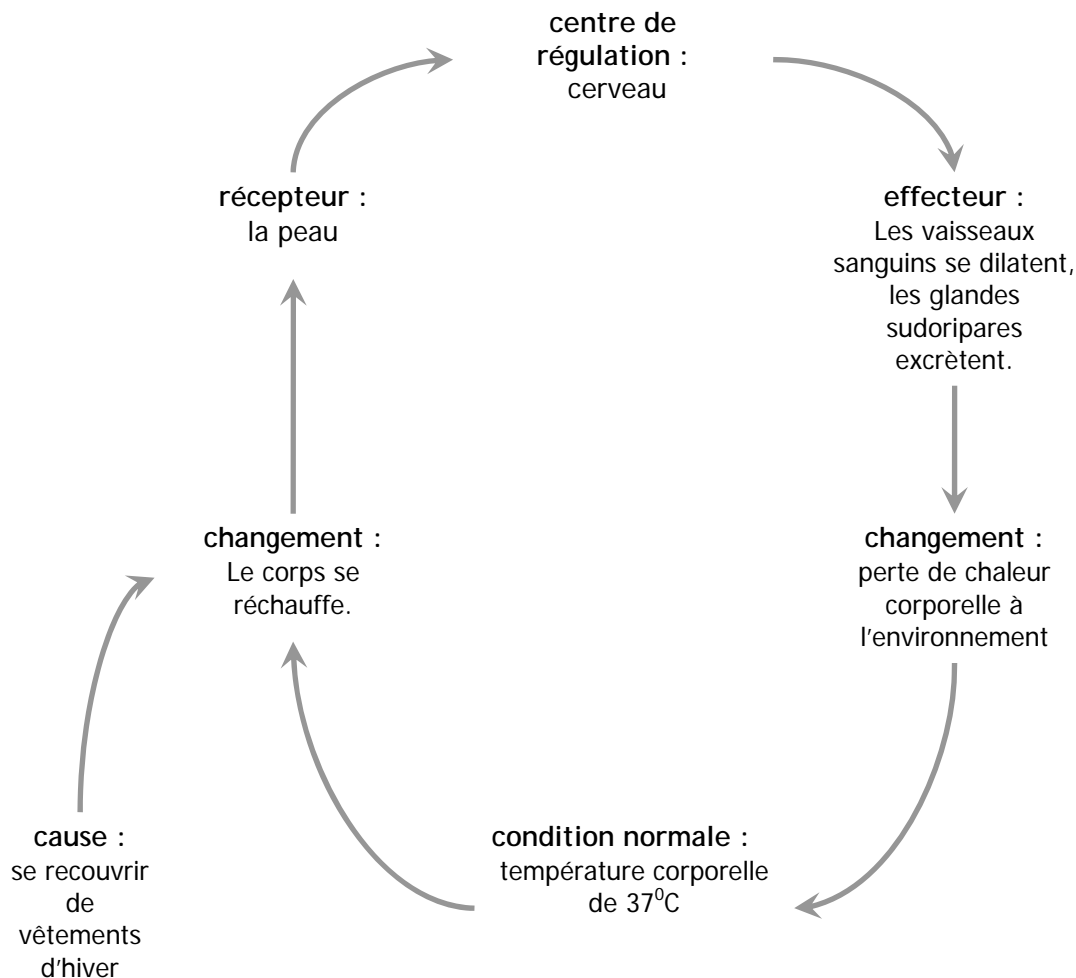 centre de
régulation :
cerveau
récepteur :
la peau
effecteur :
Les vaisseaux
sanguins se dilatent,
les glandes
sudoripares
excrètent.
changement :
Le corps se
réchauffe.
changement :
perte de chaleur
corporelle à
l'environnement
cause :
se recouvrir
de
vêtements
d'hiver
condition normale :
température corporelle
de 37⁰C